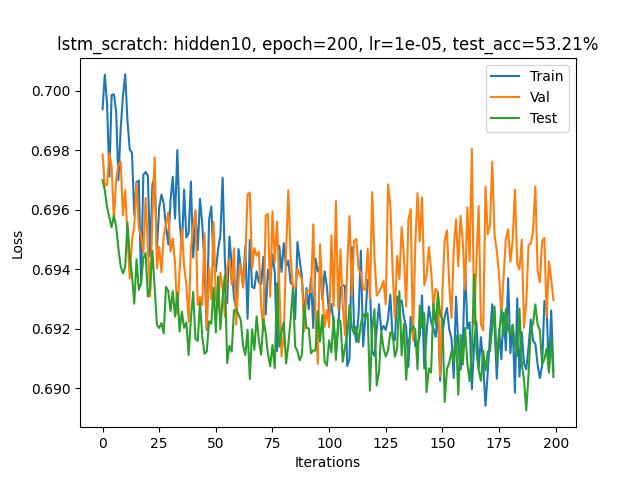 lstm_scratch: hidden10, epoch=200, lr=1e-05, test_acc=53.21%
Train
Val
Test
0.700
0.698
0.696
0.694
0.692
0.690
Loss
0 25 50 75 100 125 150 175 200
Iterations